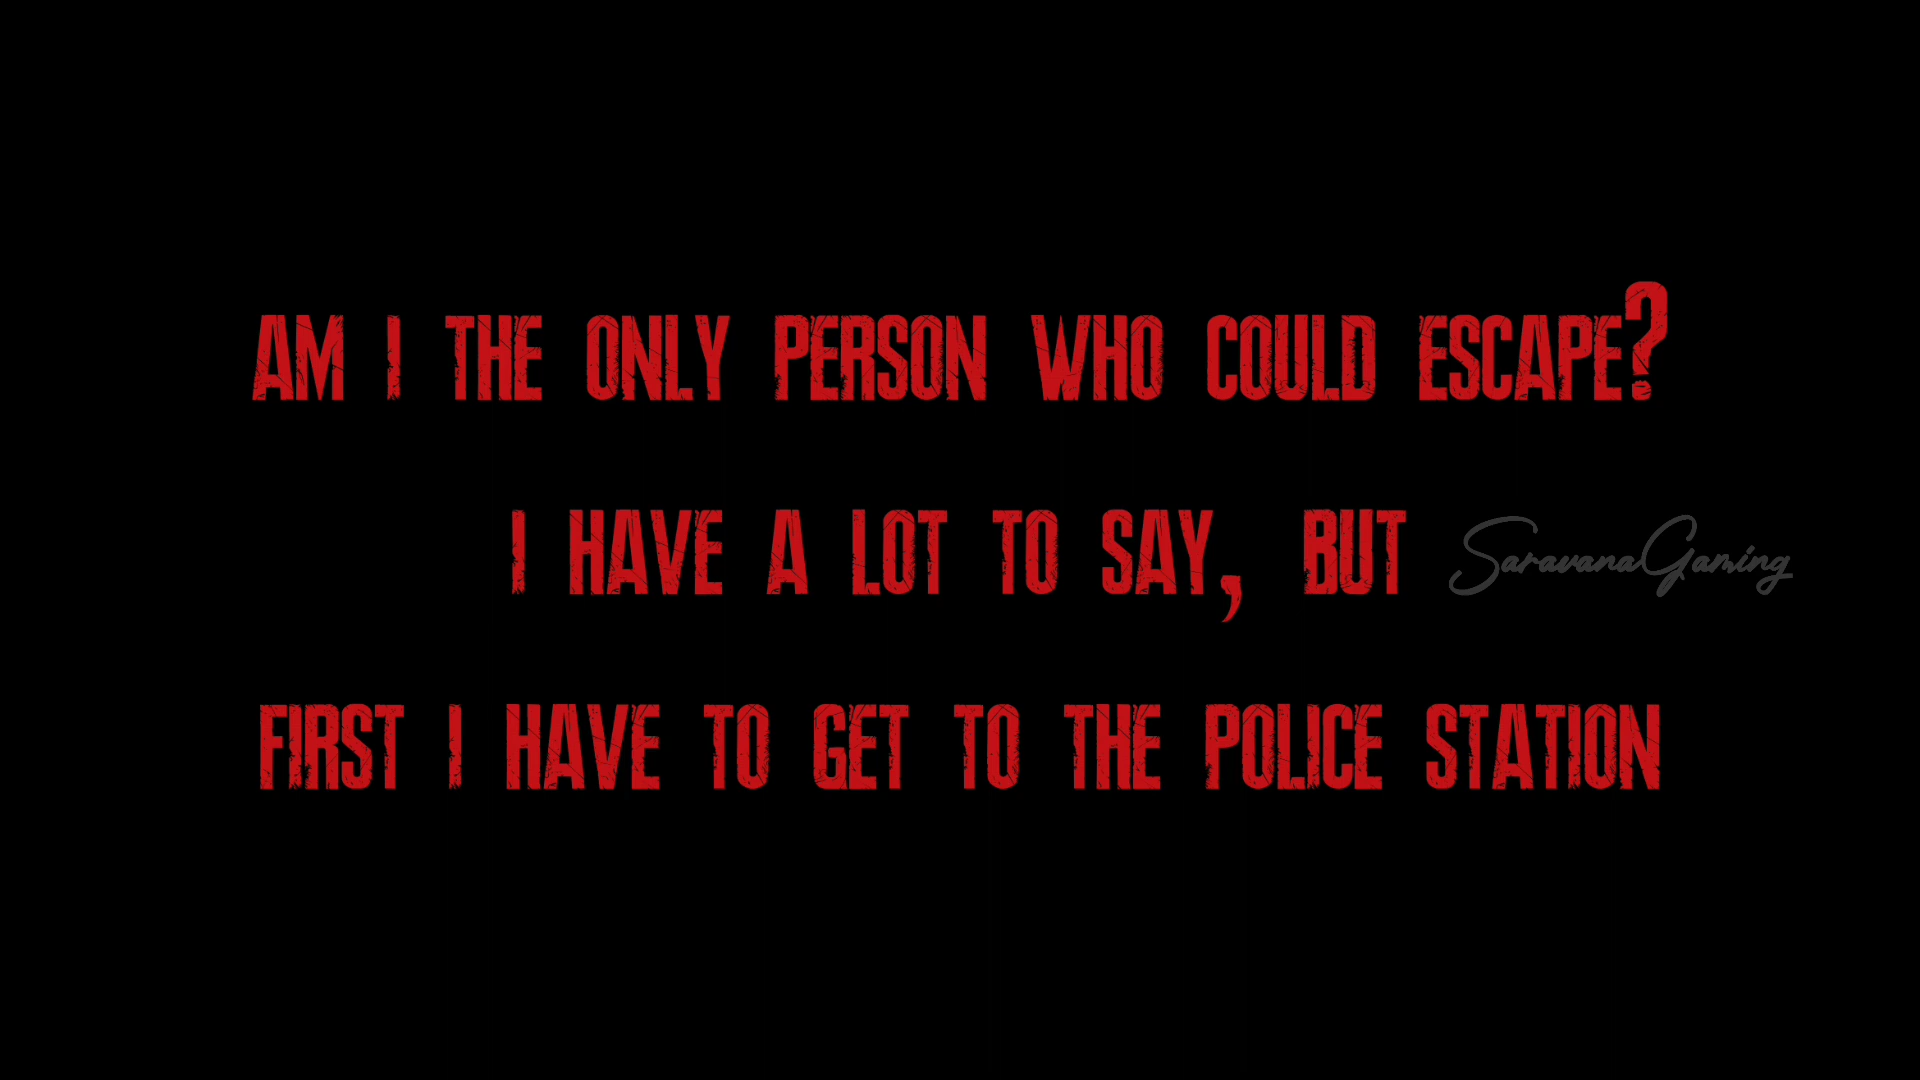 AM I THE ONLY PERSON WHO COULD ESCAPE?
I HAVE A LOT TO SAY, BUT
SaravanaGaming
FIRST I HAVE TO GET TO THE POLICE STATION